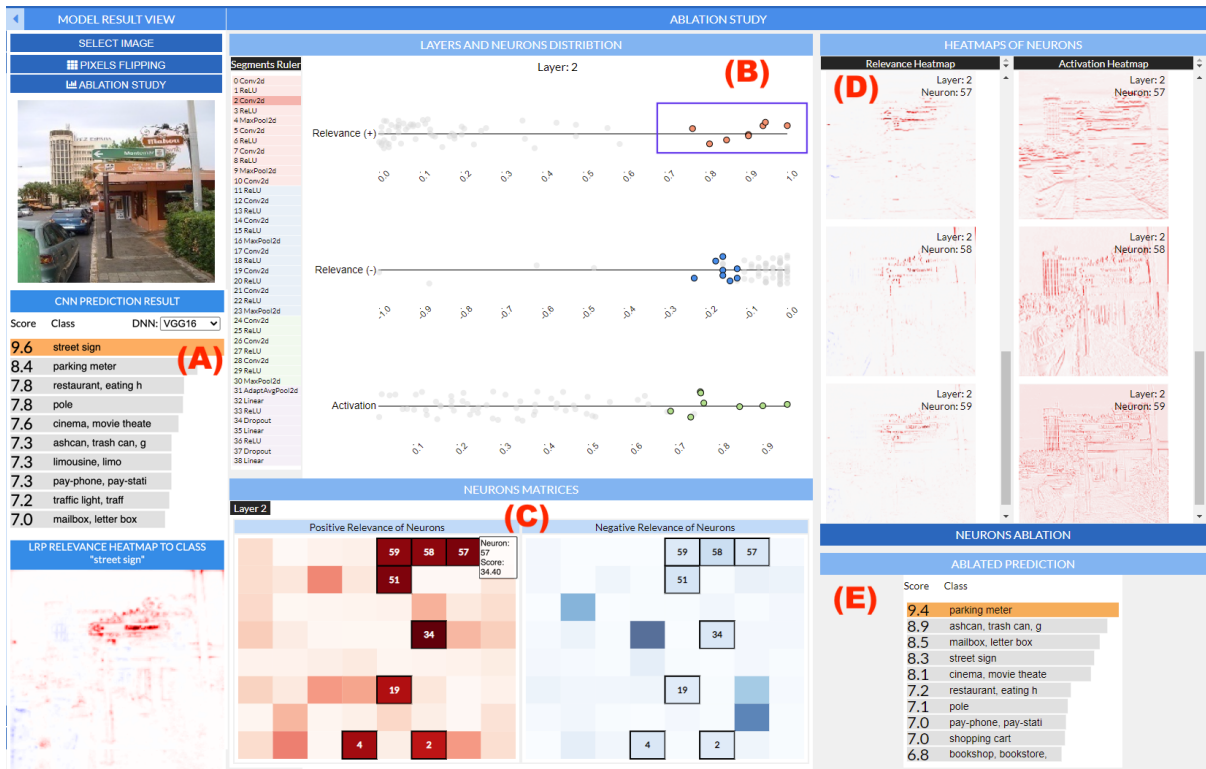 MODEL RESULT VIEW
ABLATION STUDY
SELECT IMAGE
PIXELS FLIPPING
ABLATION STUDY
CNN PREDICTION RESULT
Score Class DNN: VGG16
(A)
9.6 street sign
8.4 parking meter
7.8 restaurant, eating h
7.8 pole
7.6 cinema, movie theate
7.3 ashcan, trash can, g
7.3 limousine, limo
7.3 pay-phone, pay-stati
7.2 traffic light, traff
7.0 mailbox, letter box
LRP RELEVANCE HEATMAP TO CLASS
"street sign"
LAYERS AND NEURONS DISTRIBTION
Segments Ruler
0 Conv2d
1 ReLU
2 Conv2d
3 ReLU
4 MaxPool2d
5 Conv2d
6 ReLU
7 Conv2d
8 ReLU
9 MaxPool2d
10 Conv2d
11 ReLU
12 Conv2d
13 ReLU
14 Conv2d
15 ReLU
16 MaxPool2d
17 Conv2d
18 ReLU
19 Conv2d
20 ReLU
21 Conv2d
22 ReLU
23 MaxPool2d
24 Conv2d
25 ReLU
26 Conv2d
27 ReLU
28 Conv2d
29 ReLU
30 MaxPool2d
31 AdaptAvgPool2d
32 Linear
33 ReLU
34 Dropout
35 Linear
36 ReLU
37 Dropout
38 Linear
Layer: 2
(B)
Relevance (+)
0.0 0.1 0.2 0.3 0.4 0.5 0.6 0.7 0.8 0.9 1.0
Relevance (-)
-1.0 -0.9 -0.8 -0.7 -0.6 -0.5 -0.4 -0.3 -0.2 -0.1 0.0
Activation
0.1 0.2 0.3 0.4 0.5 0.6 0.7 0.8 0.9
NEURONS MATRICES
Layer 2
(C)
Positive Relevance of Neurons
59 58 57
Neuron:
57
Score:
34.40
51
34
19
4 2
Negative Relevance of Neurons
59 58 57
51
34
19
4 2
HEATMAPS OF NEURONS
Relevance Heatmap Activation Heatmap
(D)
Layer: 2 Layer: 2
Neuron: 57 Neuron: 57
Layer: 2 Layer: 2
Neuron: 58 Neuron: 58
Layer: 2 Layer: 2
Neuron: 59 Neuron: 59
NEURONS ABLATION
ABLATED PREDICTION
(E)
Score Class
9.4 parking meter
8.9 ashcan, trash can, g
8.5 mailbox, letter box
8.3 street sign
8.1 cinema, movie theate
7.2 restaurant, eating h
7.1 pole
7.0 pay-phone, pay-stati
7.0 shopping cart
6.8 bookshop, bookstore,